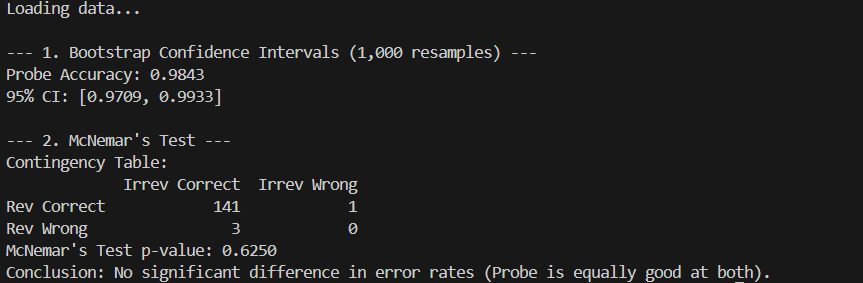 Loading data...
--- 1. Bootstrap Confidence Intervals (1,000 resamples) ---
Probe Accuracy: 0.9843
95% CI: [0.9709, 0.9933]
--- 2. McNemar's Test ---
Contingency Table:
Irrev Correct  Irrev Wrong
Rev Correct            141            1
Rev Wrong                3            0
McNemar's Test p-value: 0.6250
Conclusion: No significant difference in error rates (Probe is equally good at both).